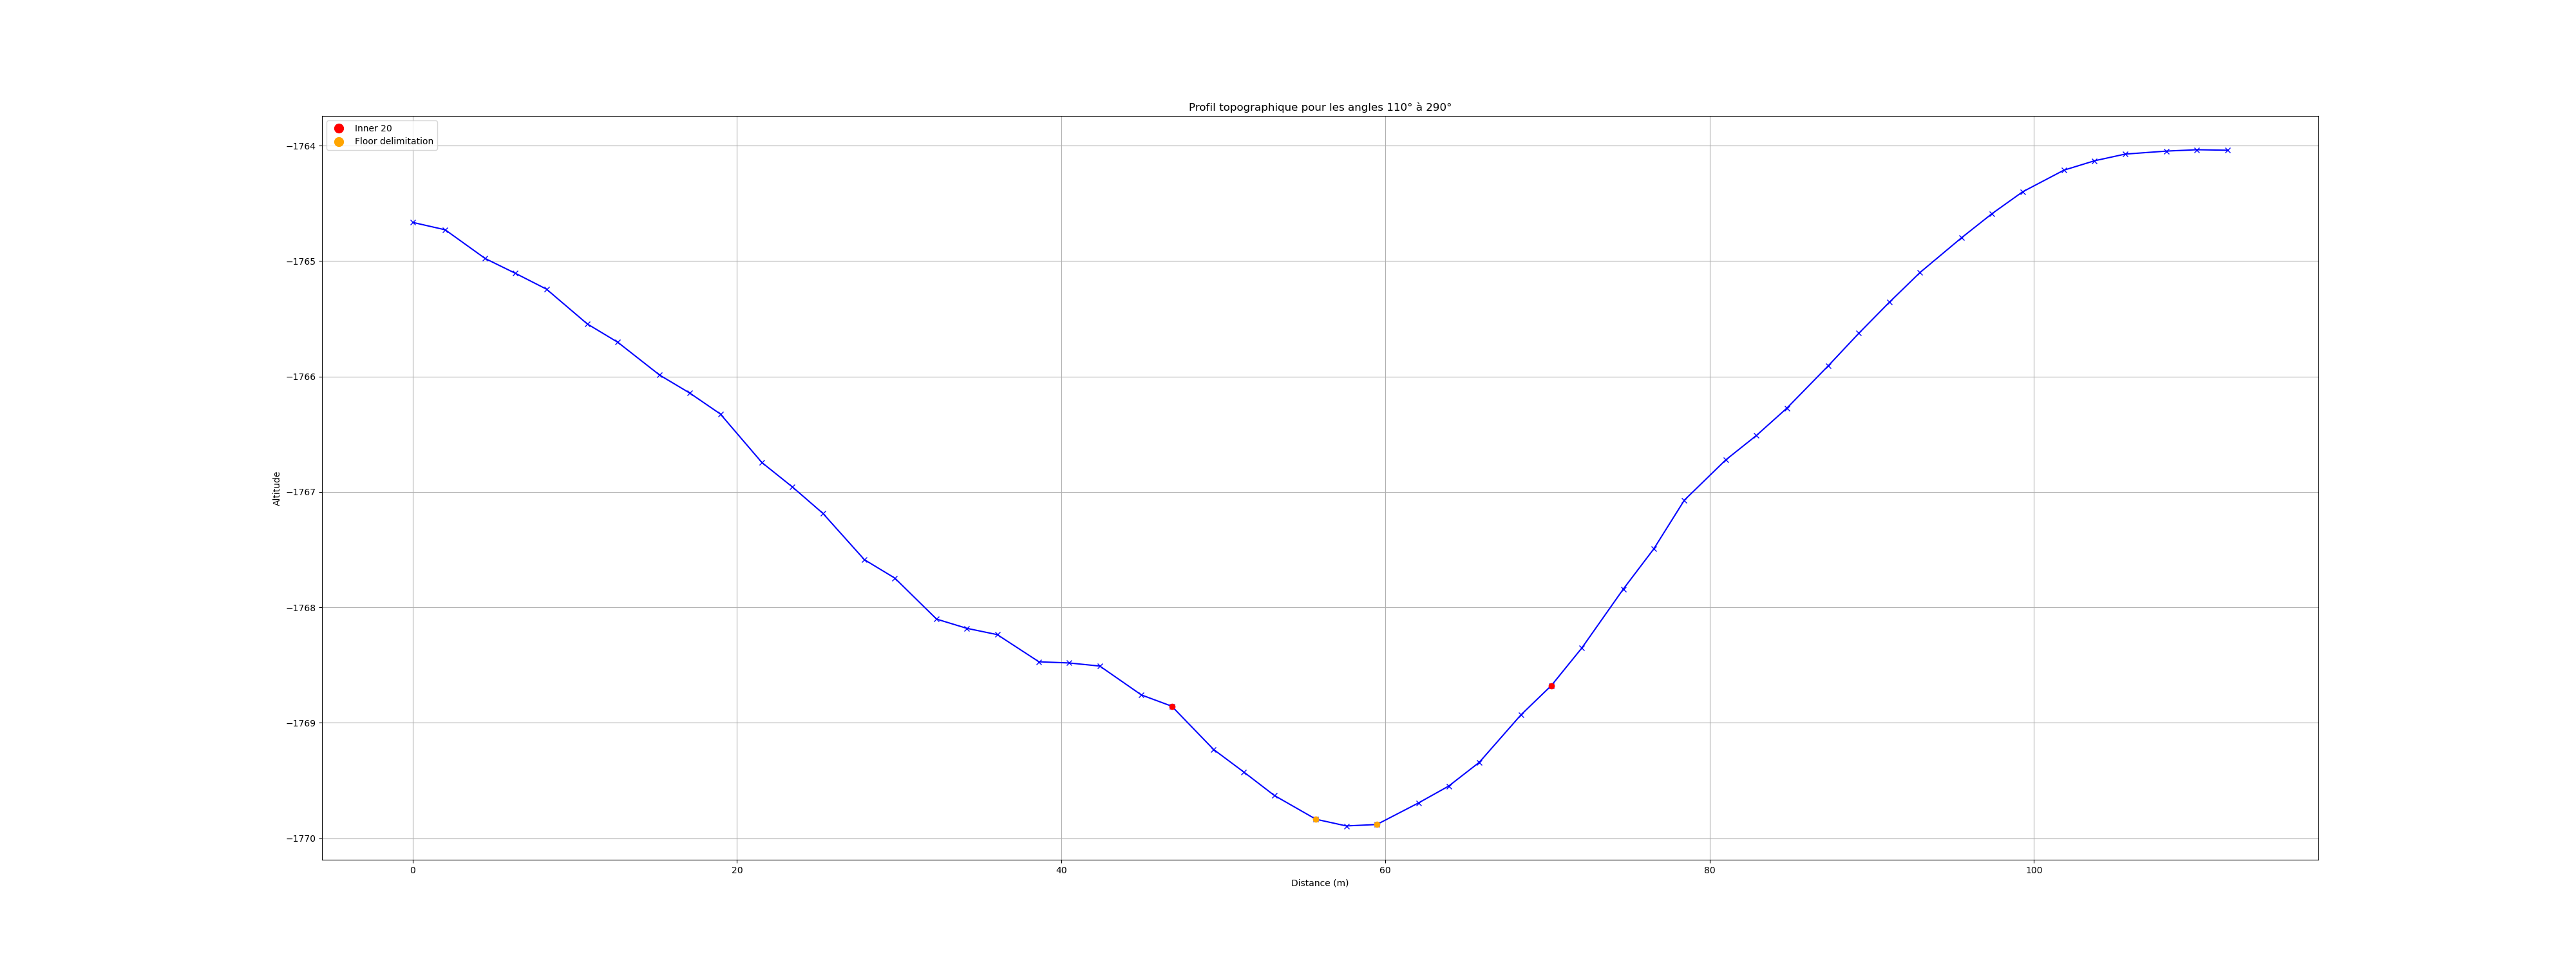 Profil topographique pour les angles 110° à 290°
Inner 20
Floor delimitation
−1764
−1765
−1766
−1767
−1768
−1769
−1770
Altitude
0 20 40 60 80 100
Distance (m)